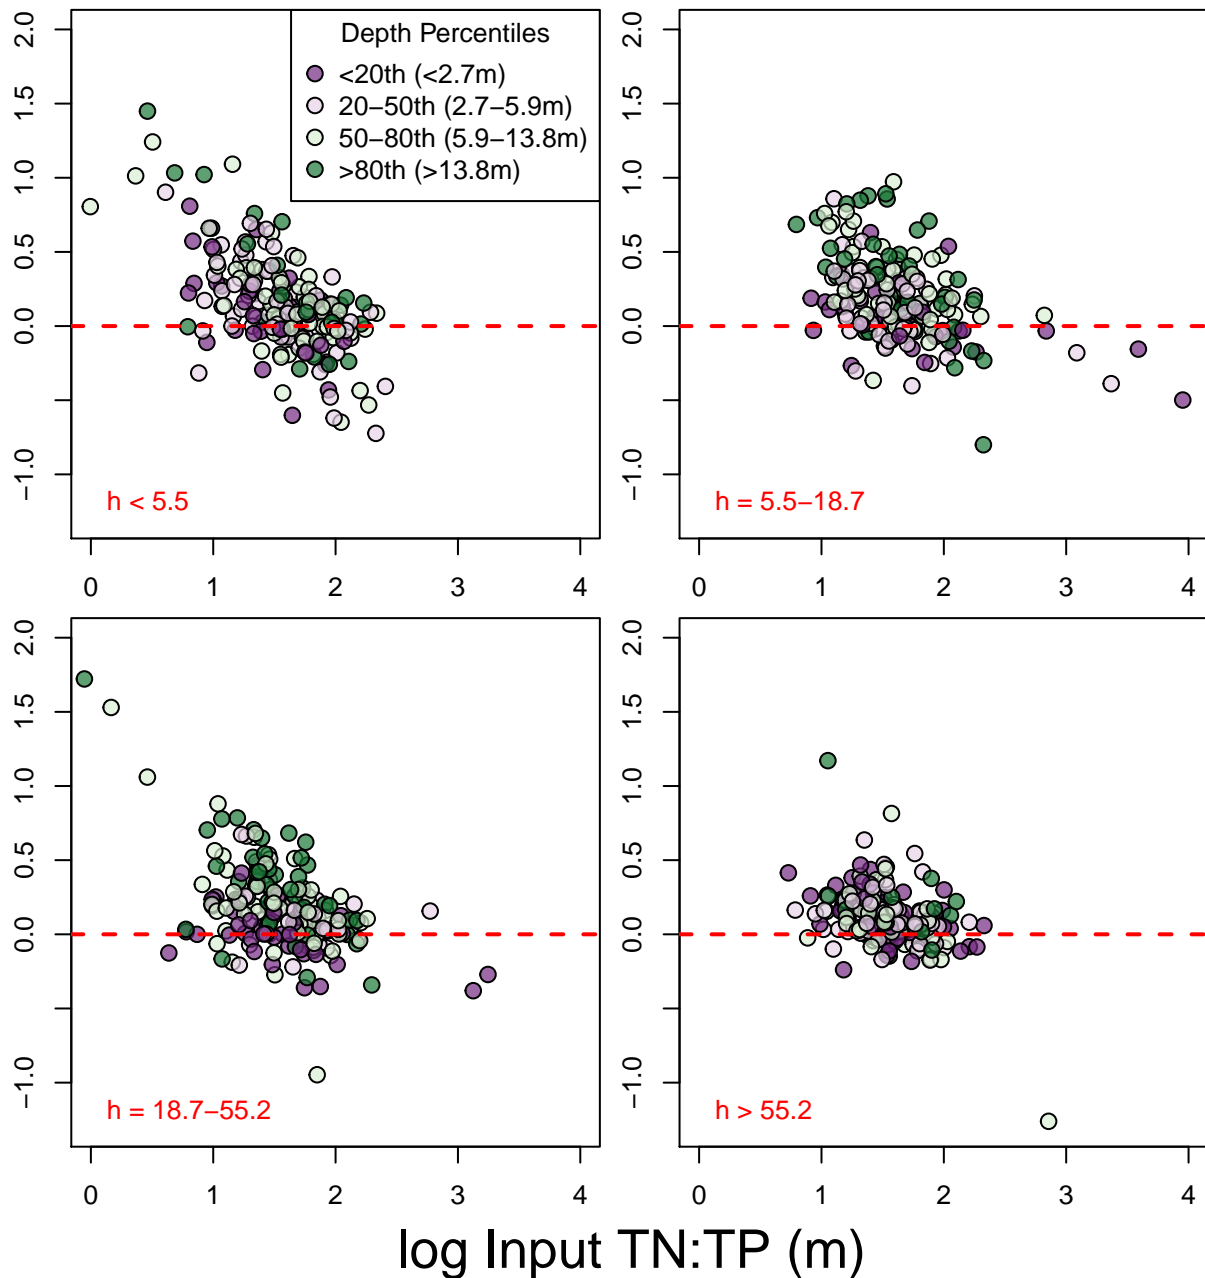 2.0
1.5
1.0
0.5
0.0
−1.0
Depth Percentiles
<20th (<2.7m)
20−50th (2.7−5.9m)
50−80th (5.9−13.8m)
>80th (>13.8m)
h < 5.5
0 1 2 3 4
2.0
1.5
1.0
0.5
0.0
−1.0
h = 5.5−18.7
0 1 2 3 4
2.0
1.5
1.0
0.5
0.0
−1.0
h = 18.7−55.2
0 1 2 3 4
2.0
1.5
1.0
0.5
0.0
−1.0
h > 55.2
0 1 2 3 4
log Input TN:TP (m)